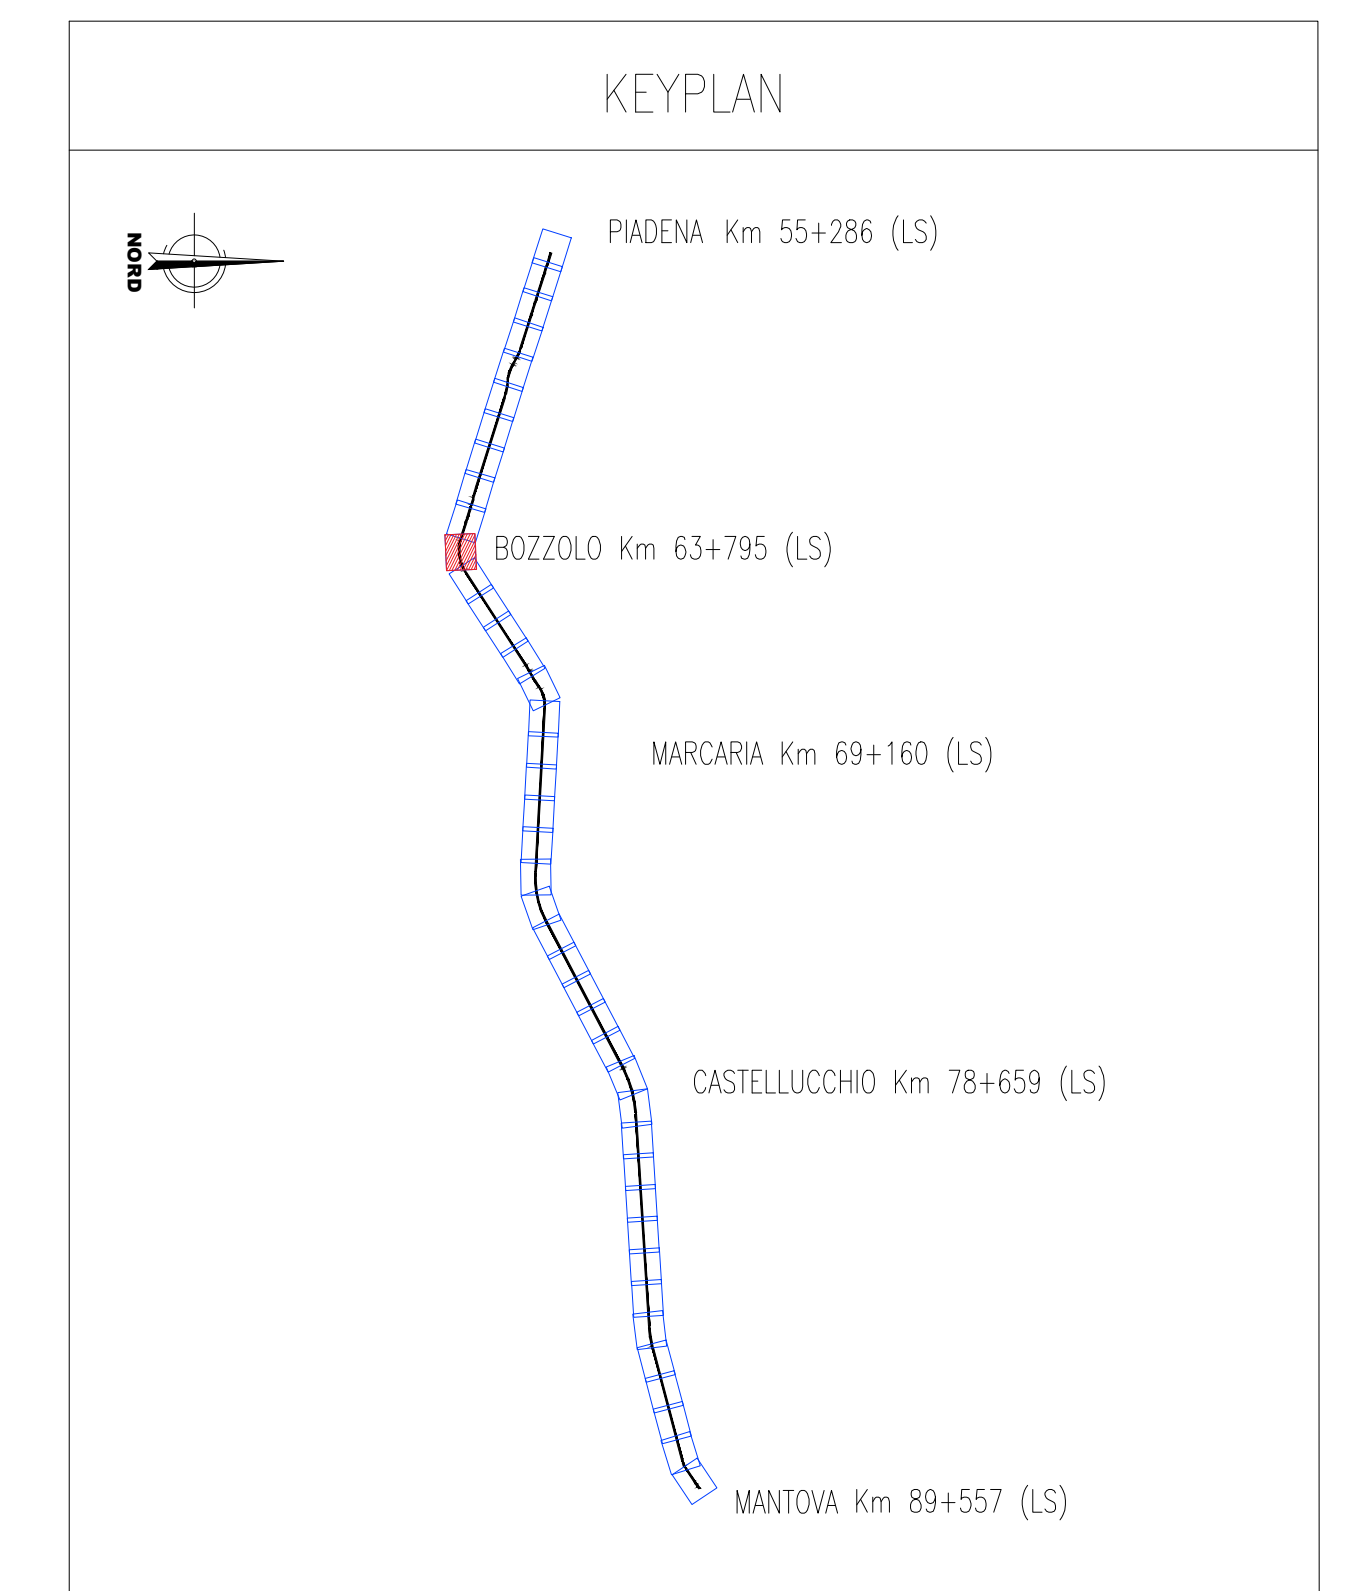 KEYPLAN
NORD
PIADENA Km 55+286 (LS)
BOZZOLO Km 63+795 (LS)
MARCARIA Km 69+160 (LS)
CASTELLUCCHIO Km 78+659 (LS)
MANTOVA Km 89+557 (LS)